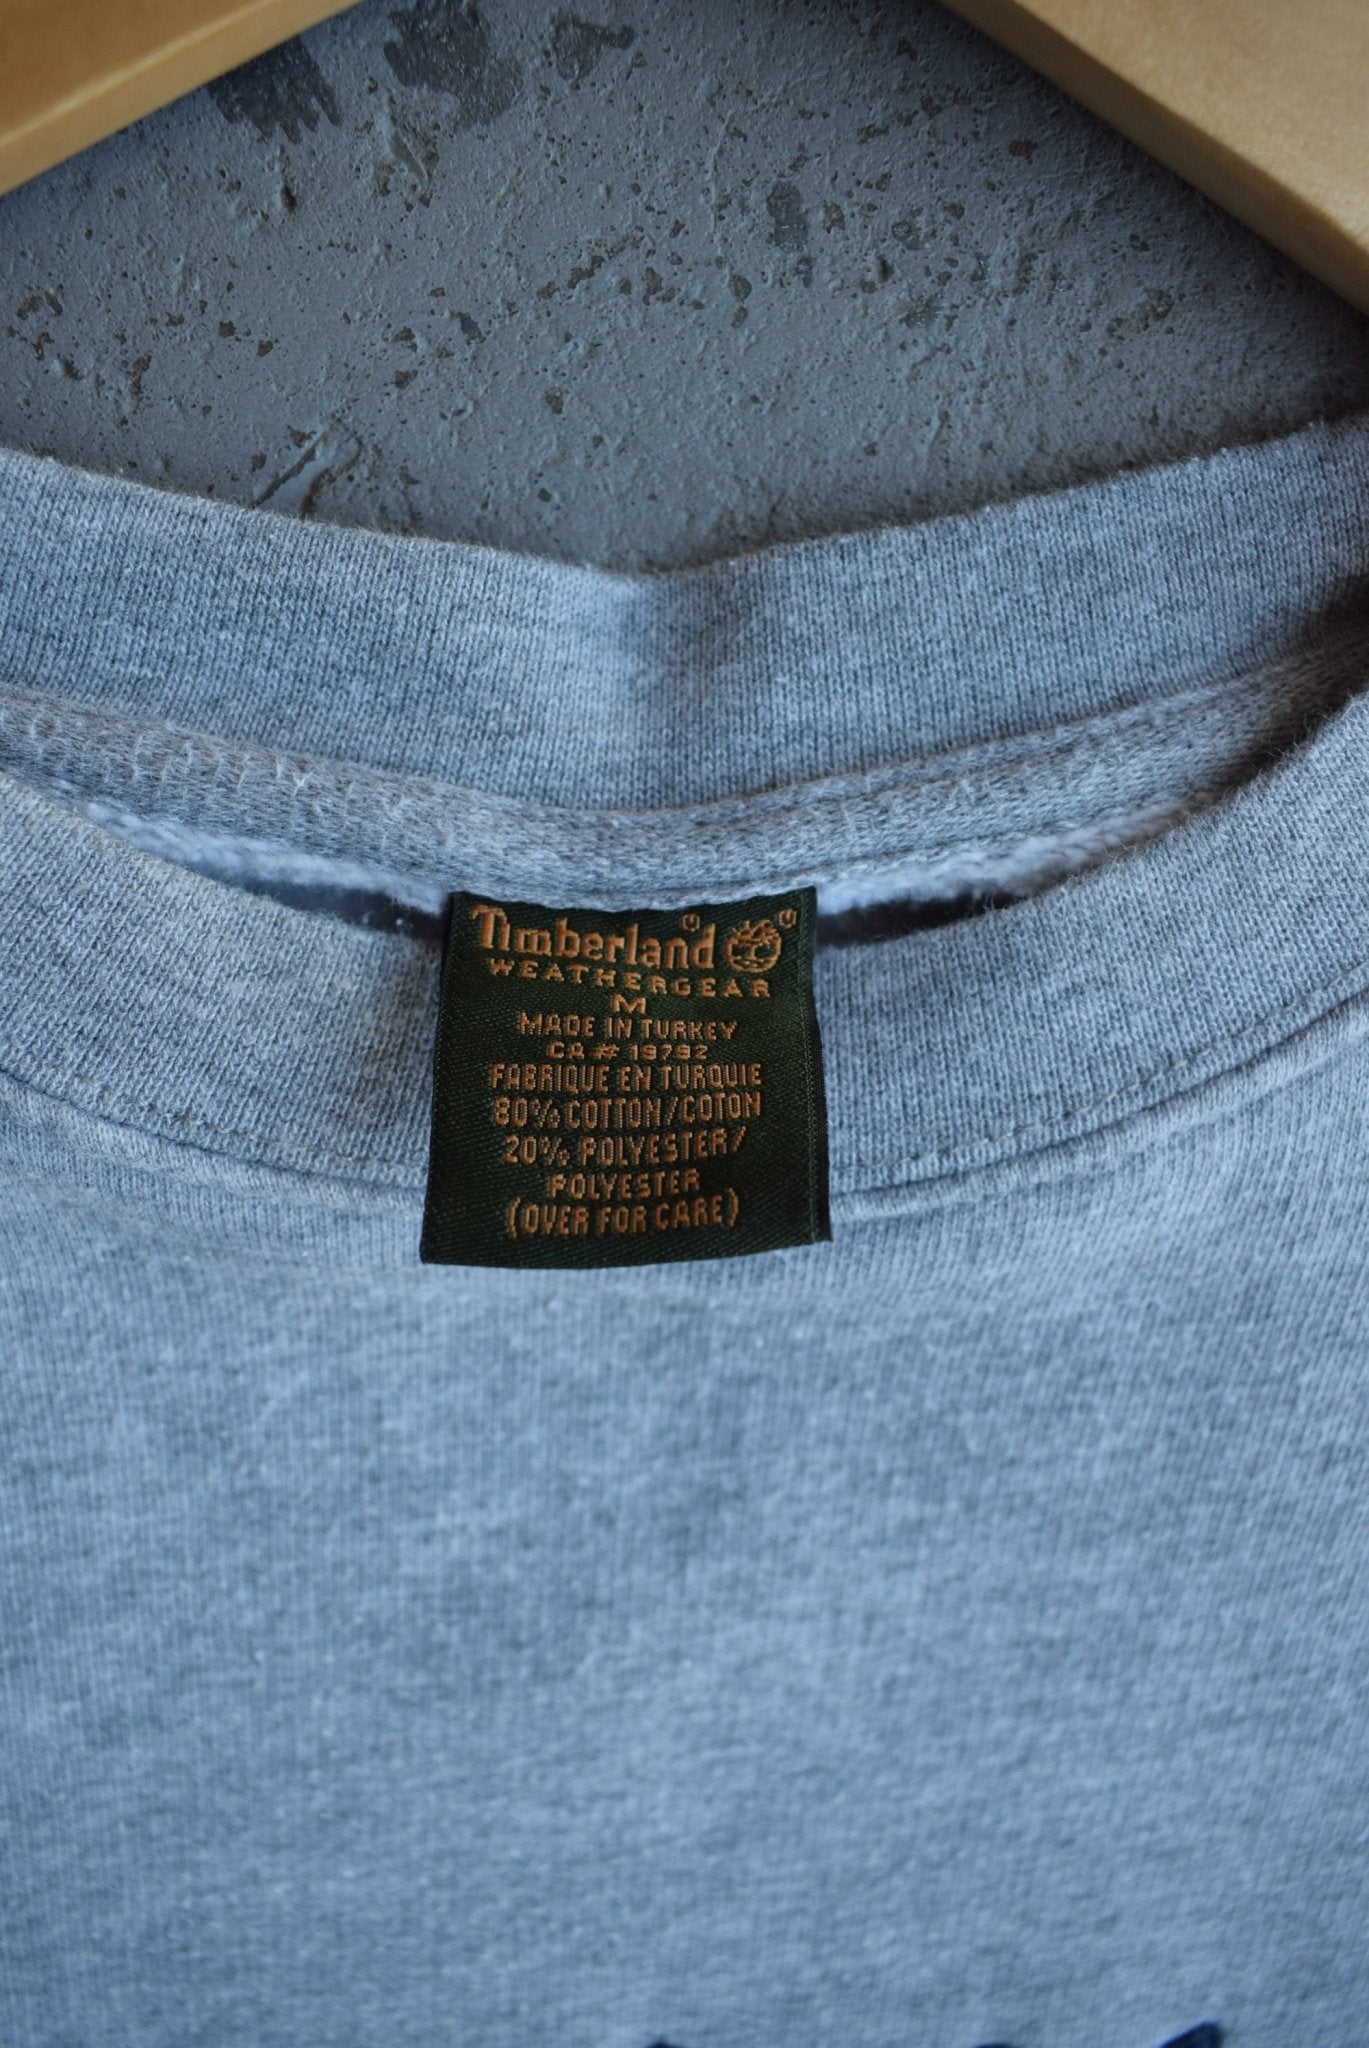 Timberland
WEATHERGEAR
M
MADE IN TURKEY
CA# 19792
FABRIQUE EN TURQUIE
80% COTTON/COTON
20% POLYESTER/
POLYESTER
(OVER FOR CARE)